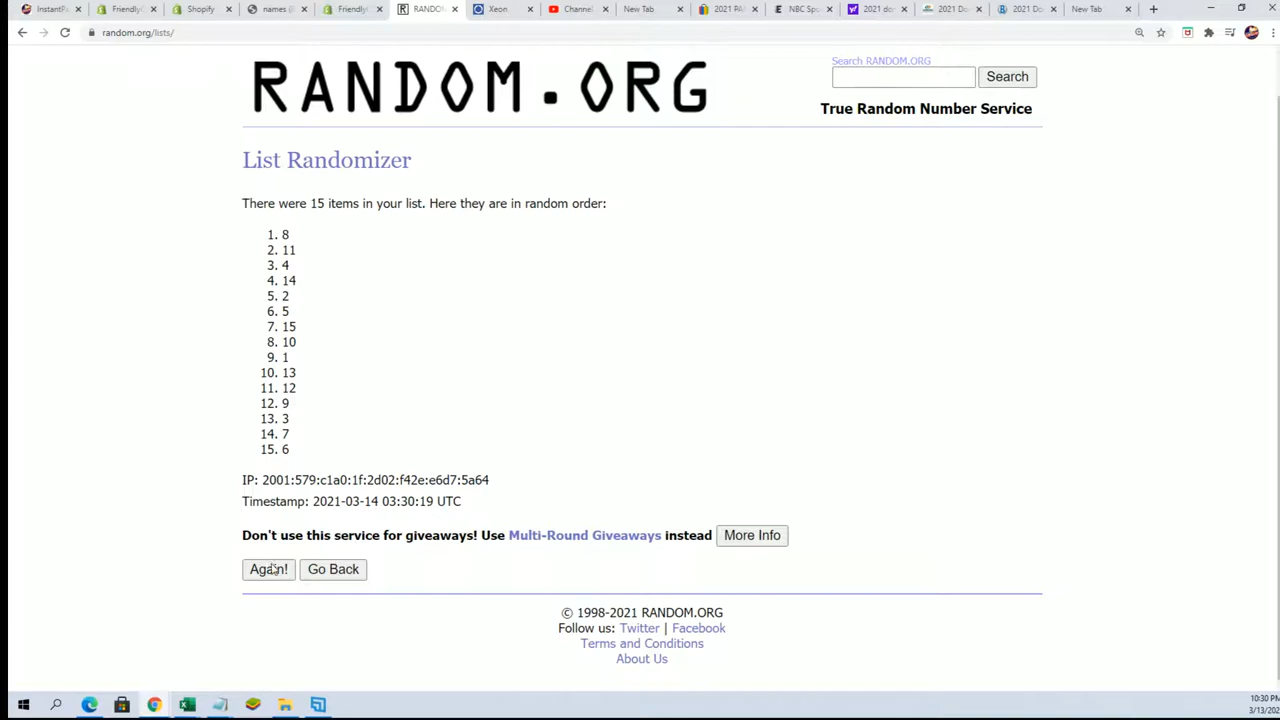 InstantPa
Friendly
Shopify
names (
Friendly
RANDOM
Xeon
Channel
New Tab
2021 PA
NBC Sp
2021 do
2021 Do
2021 Do
New Tab
random.org/lists/
RANDOM.ORG
Search RANDOM.ORG
Search
True Random Number Service
List Randomizer
There were 15 items in your list. Here they are in random order:
1. 8
2. 11
3. 4
4. 14
5. 2
6. 5
7. 15
8. 10
9. 1
10. 13
11. 12
12. 9
13. 3
14. 7
15. 6
IP: 2001:579:c1a0:1f:2d02:f42e:e6d7:5a64
Timestamp: 2021-03-14 03:30:19 UTC
Don't use this service for giveaways! Use Multi-Round Giveaways instead More Info
Again! Go Back
© 1998-2021 RANDOM.ORG
Follow us: Twitter | Facebook
Terms and Conditions
About Us
10:30 PM
3/13/202